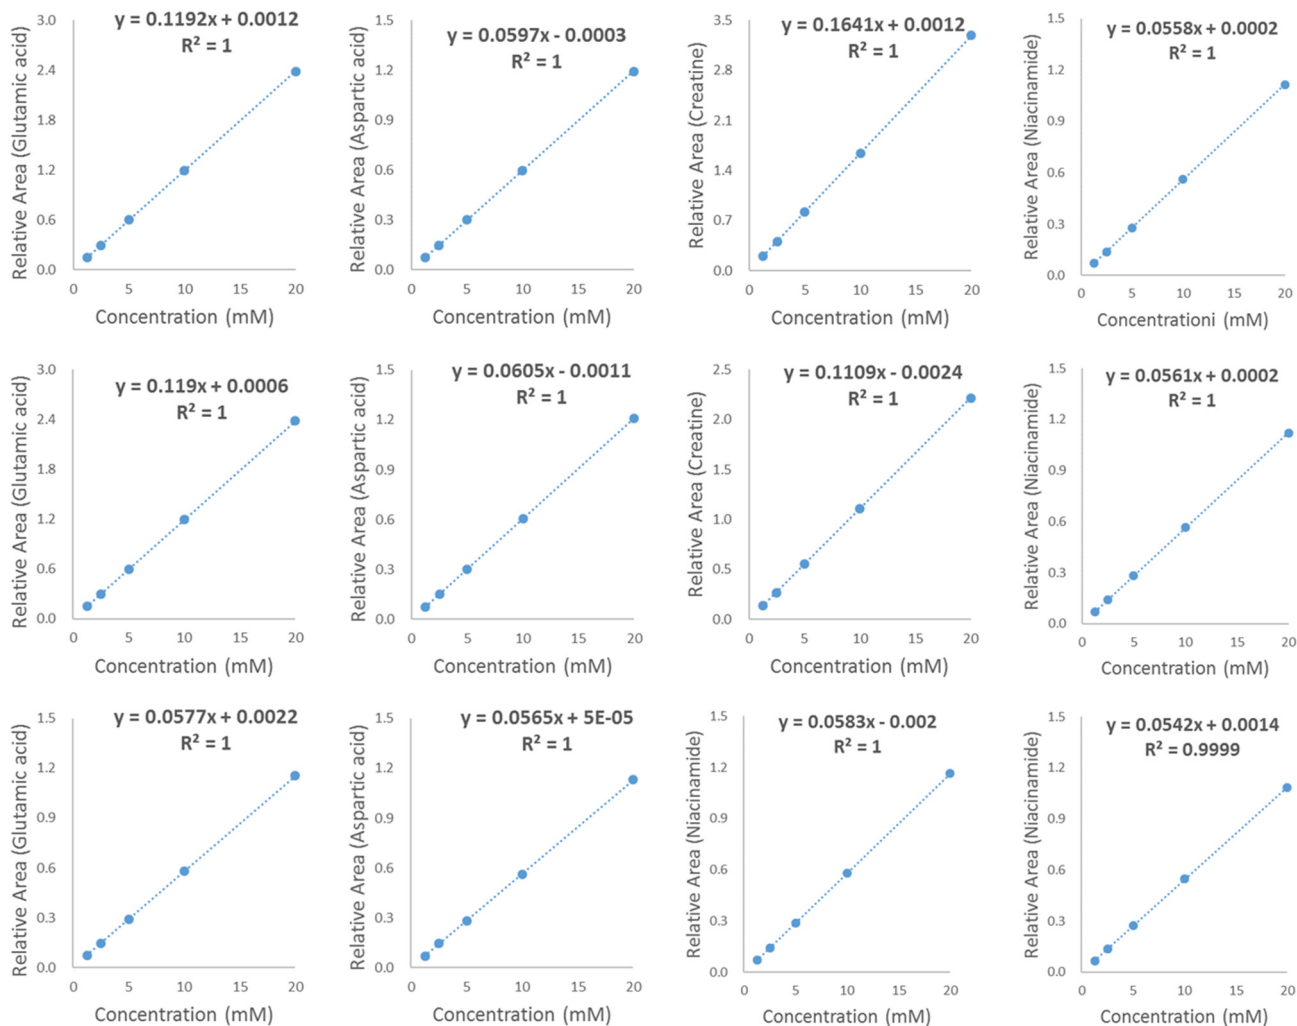 y = 0.1192x + 0.0012
R² = 1
Relative Area (Glutamic acid)
3.0
2.4
1.8
1.2
0.6
0.0
0 5 10 15 20
Concentration (mM)
y = 0.0597x - 0.0003
R² = 1
Relative Area (Aspartic acid)
1.5
1.2
0.9
0.6
0.3
0.0
0 5 10 15 20
Concentration (mM)
y = 0.1641x + 0.0012
R² = 1
Relative Area (Creatine)
3.5
2.8
2.1
1.4
0.7
0.0
0 5 10 15 20
Concentration (mM)
y = 0.0558x + 0.0002
R² = 1
Relative Area (Niacinamide)
1.5
1.2
0.9
0.6
0.3
0.0
0 5 10 15 20
Concentrationi (mM)
y = 0.119x + 0.0006
R² = 1
Relative Area (Glutamic acid)
3.0
2.4
1.8
1.2
0.6
0.0
0 5 10 15 20
Concentration (mM)
y = 0.0605x - 0.0011
R² = 1
Relative Area (Aspartic acid)
1.5
1.2
0.9
0.6
0.3
0.0
0 5 10 15 20
Concentration (mM)
y = 0.1109x - 0.0024
R² = 1
Relative Area (Creatine)
2.5
2.0
1.5
1.0
0.5
0.0
0 5 10 15 20
Concentration (mM)
y = 0.0561x + 0.0002
R² = 1
Relative Area (Niacinamide)
1.5
1.2
0.9
0.6
0.3
0.0
0 5 10 15 20
Concentration (mM)
y = 0.0577x + 0.0022
R² = 1
Relative Area (Glutamic acid)
1.5
1.2
0.9
0.6
0.3
0.0
0 5 10 15 20
Concentration (mM)
y = 0.0565x + 5E-05
R² = 1
Relative Area (Aspartic acid)
1.5
1.2
0.9
0.6
0.3
0.0
0 5 10 15 20
Concentration (mM)
y = 0.0583x - 0.002
R² = 1
Relative Area (Niacinamide)
1.5
1.2
0.9
0.6
0.3
0.0
0 5 10 15 20
Concentration (mM)
y = 0.0542x + 0.0014
R² = 0.9999
Relative Area (Niacinamide)
1.5
1.2
0.9
0.6
0.3
0.0
0 5 10 15 20
Concentration (mM)